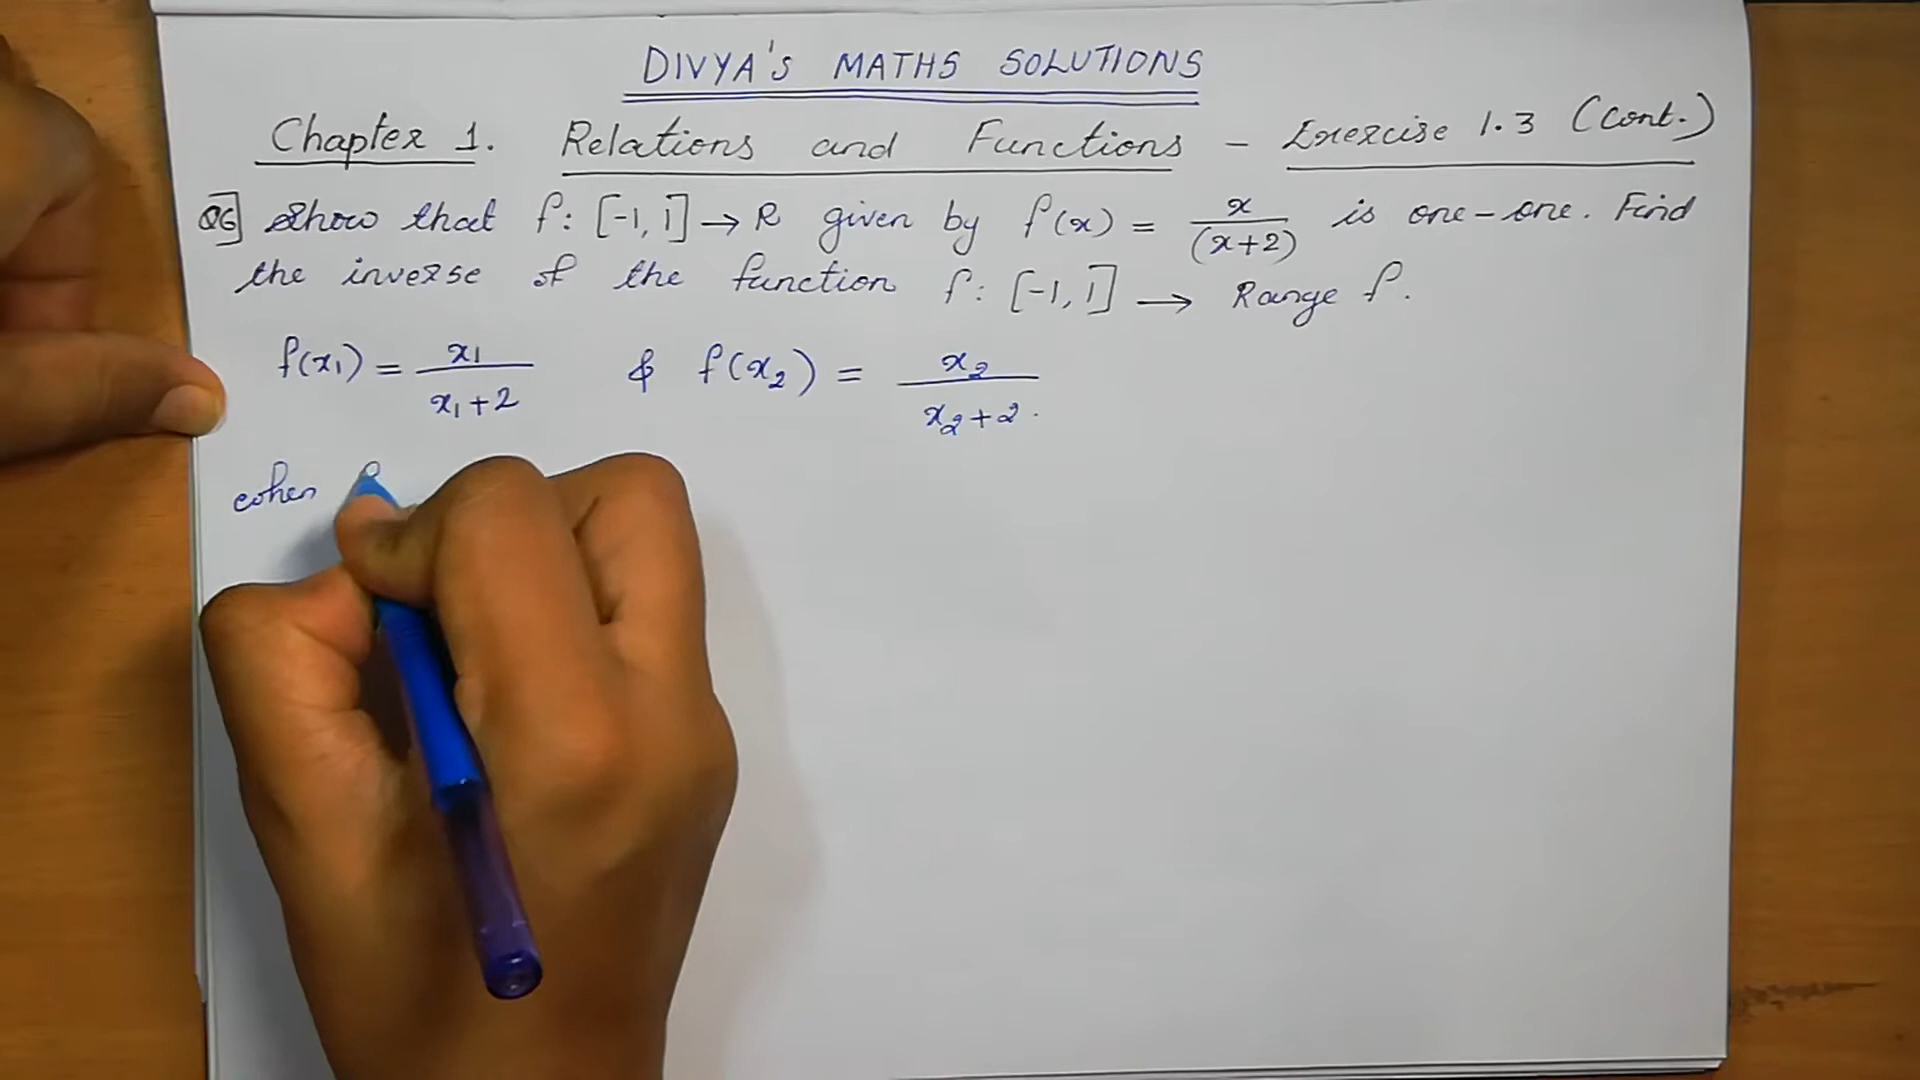 DIVYA'S MATHS SOLUTIONS
Chapter 1. Relations and Functions - Exercise 1.3 (Cont.)
Q6] Show that f: [-1, 1] → R given by f(x) = x/(x+2) is one-one. Find
the inverse of the function f: [-1, 1] → Range f.
f(x₁) = x₁/x₁+2 & f(x₂) = x₂/x₂+2.
when